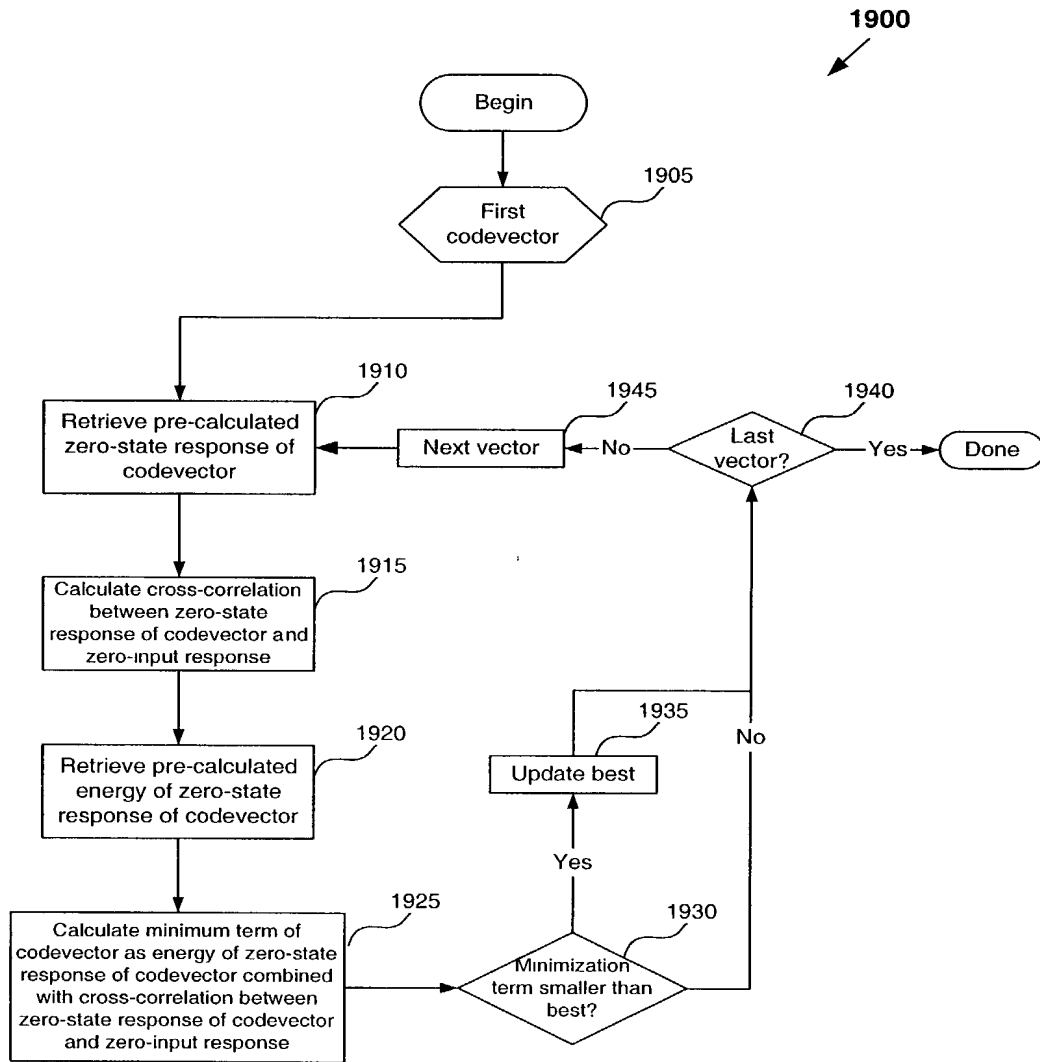 1900
Begin
1905
First
codevector
1910
Retrieve pre-calculated
zero-state response of
codevector
1945
Next vector
No
1940
Last
vector?
Yes
Done
1915
Calculate cross-correlation
between zero-state
response of codevector and
zero-input response
1920
Retrieve pre-calculated
energy of zero-state
response of codevector
1935
Update best
No
Yes
1925
Calculate minimum term of
codevector as energy of zero-state
response of codevector combined
with cross-correlation between
zero-state response of codevector
and zero-input response
1930
Minimization
term smaller than
best?